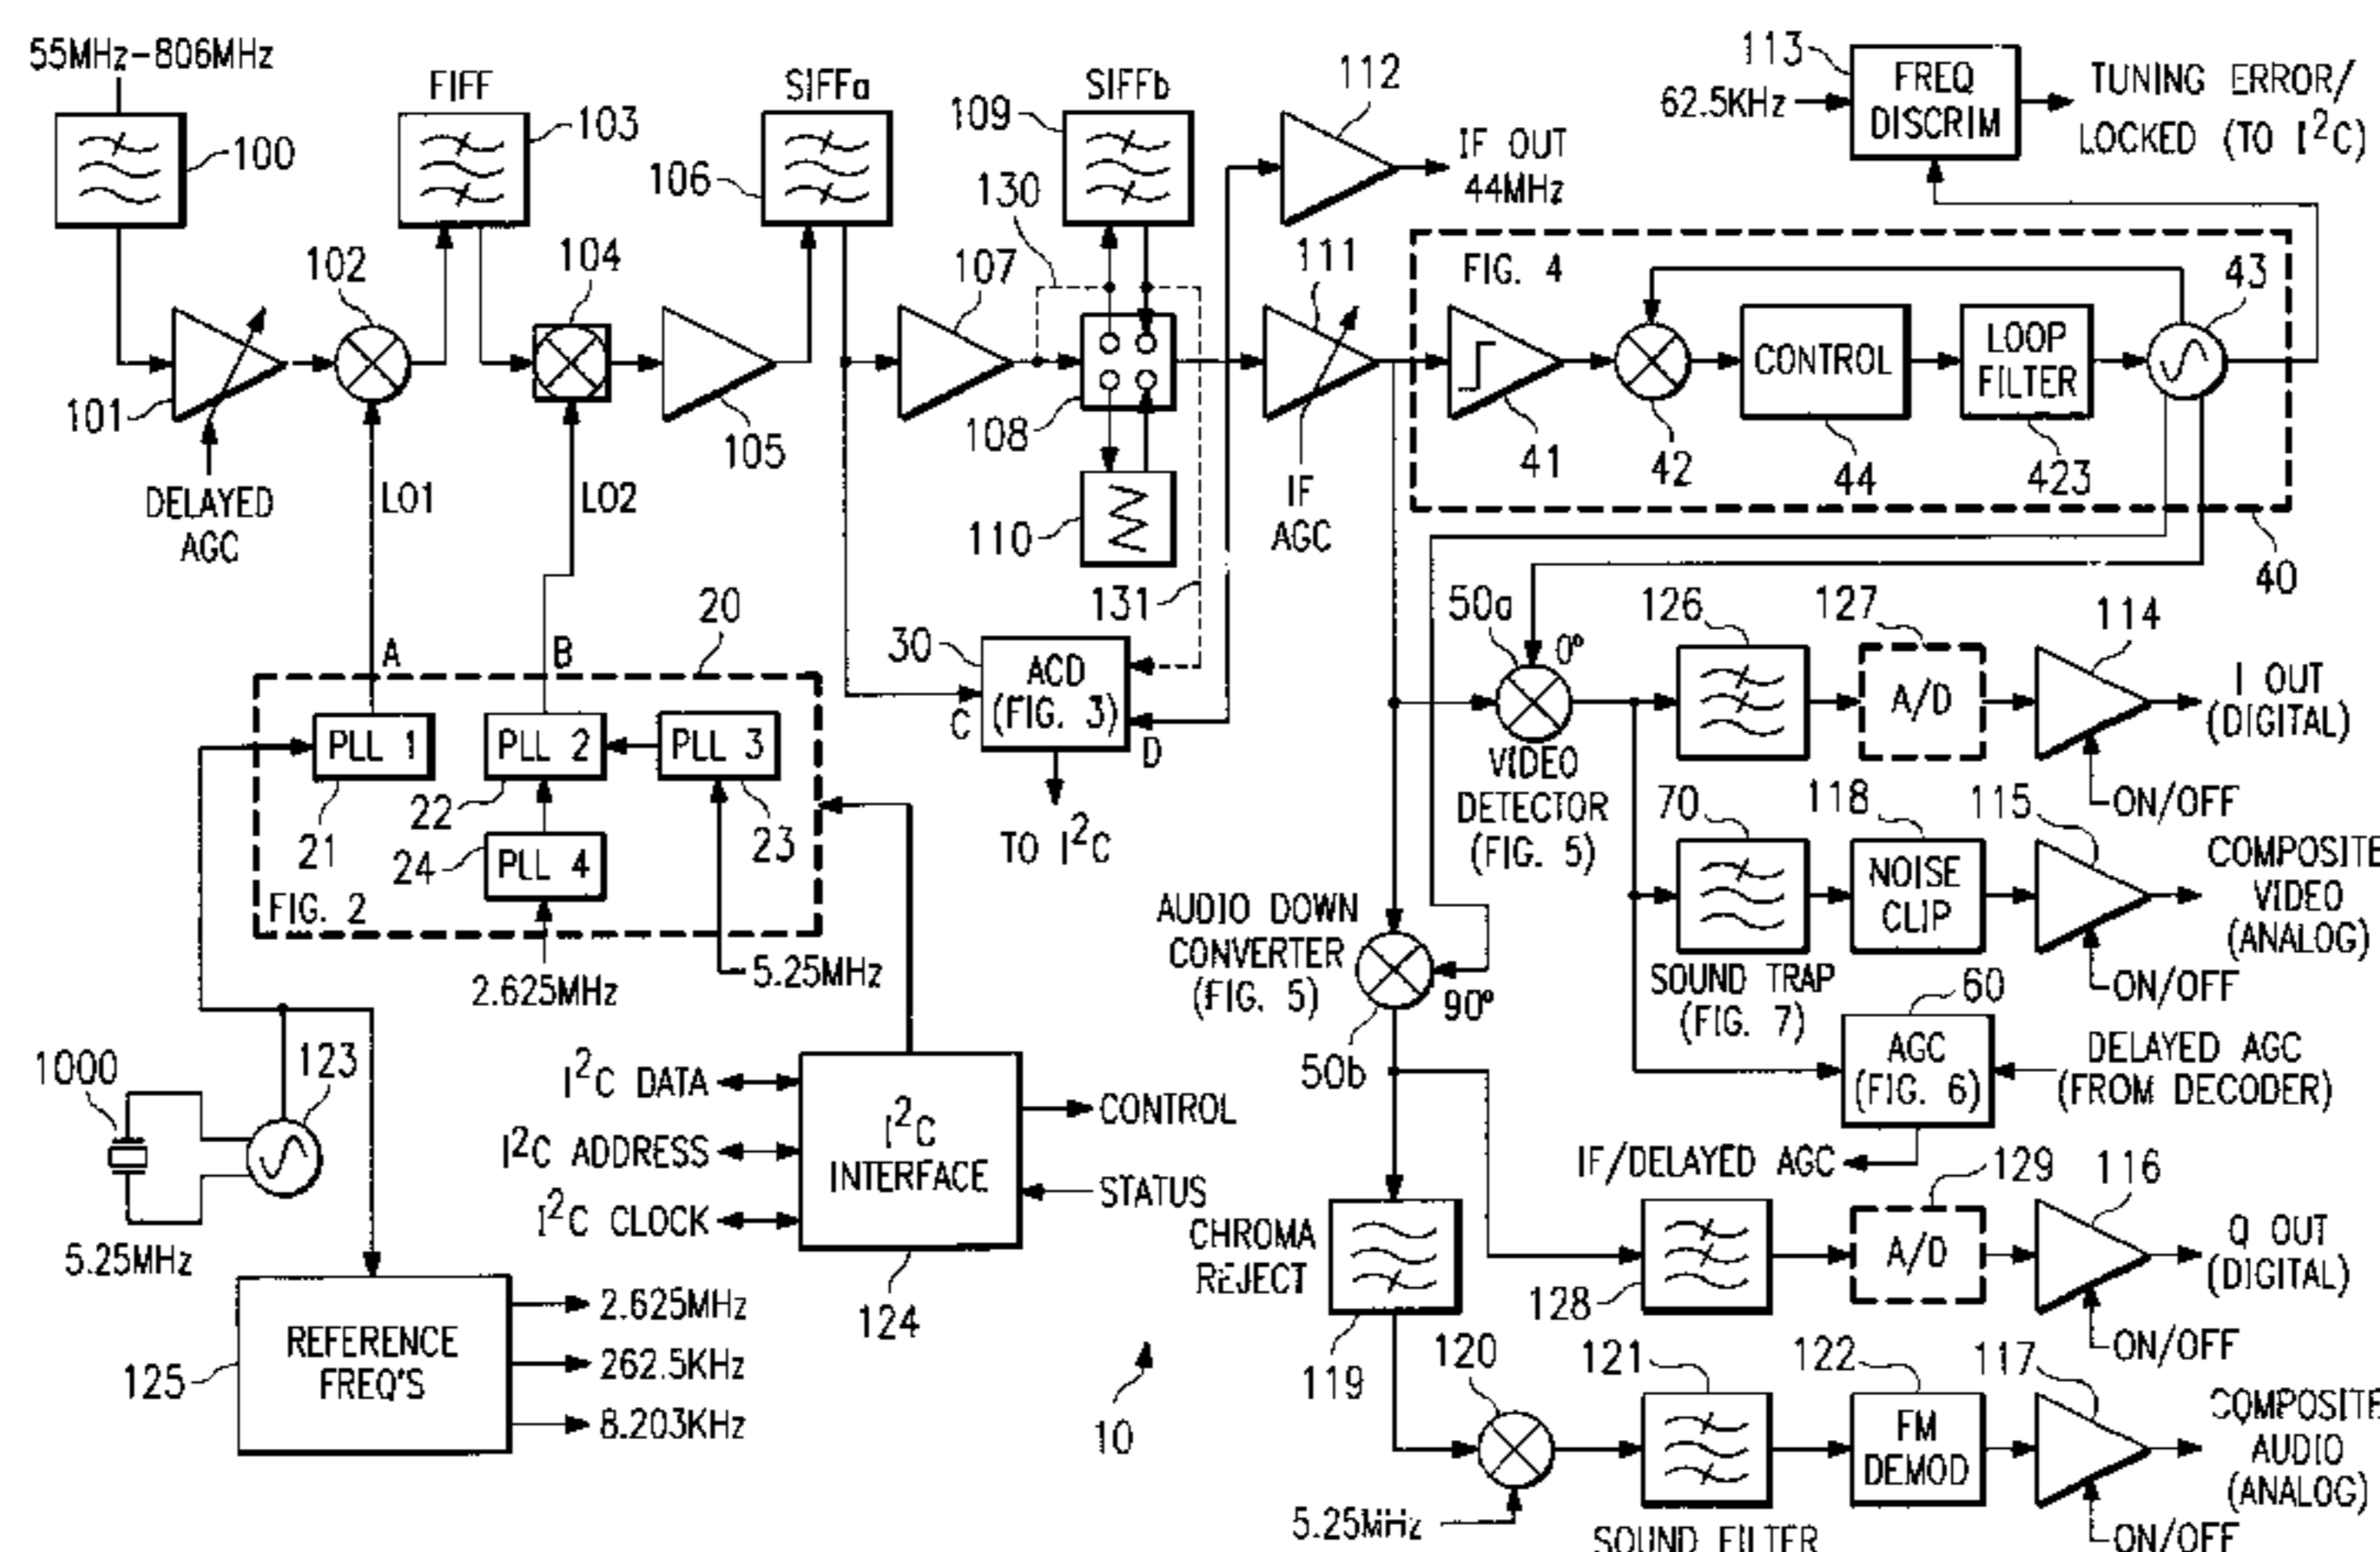 55MHz-806MHz
100
FIFF
103
SIFFa
106
109
SIFFb
112
IF OUT
44MHz
113
62.5KHz
FREQ
DISCRIM
TUNING ERROR/
LOCKED (TO I²C)
101
DELAYED
AGC
102
LO1
104
LO2
105
107
130
108
110
131
111
IF
AGC
FIG. 4
41
42
CONTROL
44
LOOP
FILTER
423
43
40
A
B
20
PLL 1
21
PLL 2
22
PLL 3
23
PLL 4
24
FIG. 2
2.625MHz
5.25MHz
30
ACD
(FIG. 3)
C
D
TO I²C
50a
0°
VIDEO
DETECTOR
(FIG. 5)
126
127
A/D
114
I OUT
(DIGITAL)
ON/OFF
70
SOUND TRAP
(FIG. 7)
118
NOISE
CLIP
115
COMPOSITE
VIDEO
(ANALOG)
ON/OFF
AUDIO DOWN
CONVERTER
(FIG. 5)
90°
50b
60
AGC
(FIG. 6)
DELAYED AGC
(FROM DECODER)
IF/DELAYED AGC
1000
5.25MHz
123
125
REFERENCE
FREQ'S
2.625MHz
262.5KHz
8.203KHz
I²C DATA
I²C ADDRESS
I²C CLOCK
I²C
INTERFACE
124
CONTROL
STATUS
10
CHROMA
REJECT
119
128
129
A/D
116
Q OUT
(DIGITAL)
ON/OFF
120
5.25MHz
121
SOUND FILTER
122
FM
DEMOD
117
COMPOSITE
AUDIO
(ANALOG)
ON/OFF